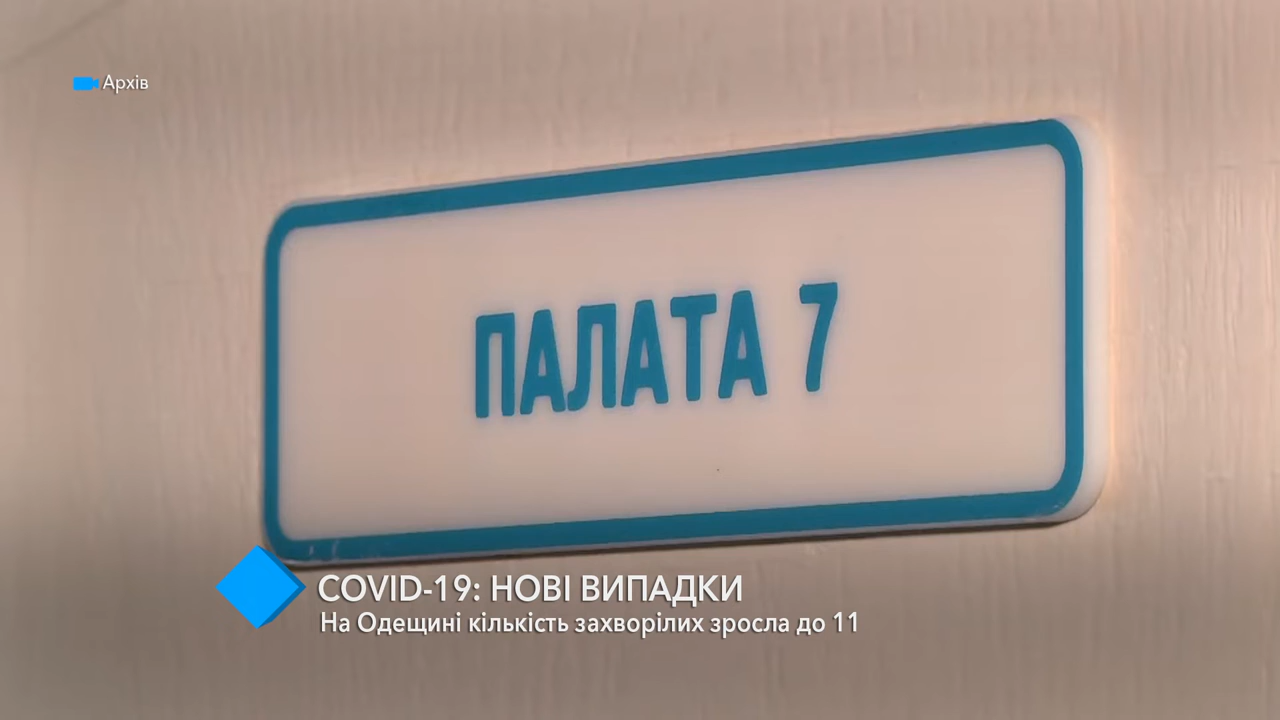 Архів
ПАЛАТА 7
COVID-19: НОВІ ВИПАДКИ
На Одещині кількість захворілих зросла до 11